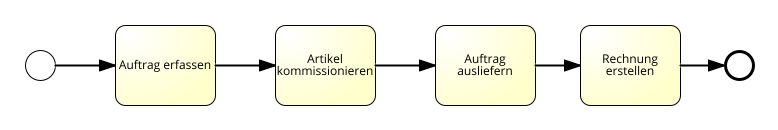 Auftrag erfassen
Artikel
kommissionieren
Auftrag
ausliefern
Rechnung
erstellen